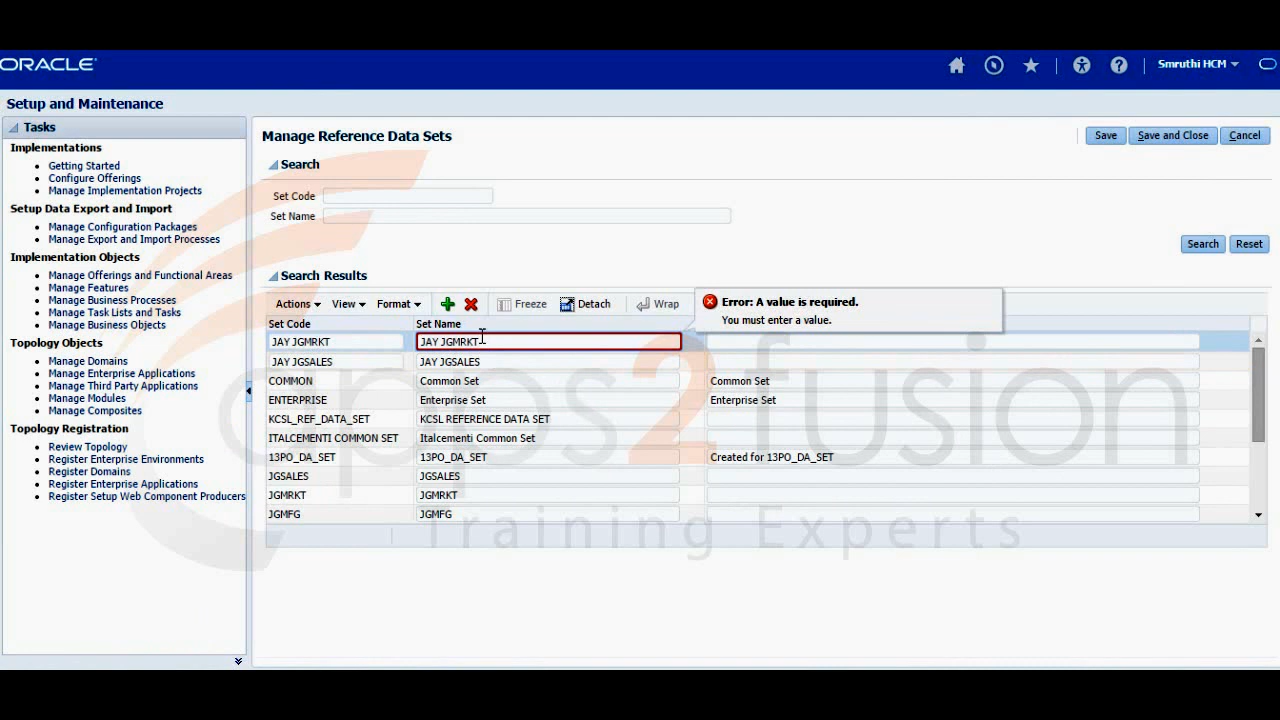 ORACLE
Smruthi HCM
Setup and Maintenance
Tasks
Implementations
Getting Started
Configure Offerings
Manage Implementation Projects
Setup Data Export and Import
Manage Configuration Packages
Manage Export and Import Processes
Implementation Objects
Manage Offerings and Functional Areas
Manage Features
Manage Business Processes
Manage Task Lists and Tasks
Manage Business Objects
Topology Objects
Manage Domains
Manage Enterprise Applications
Manage Third Party Applications
Manage Modules
Manage Composites
Topology Registration
Review Topology
Register Enterprise Environments
Register Domains
Register Enterprise Applications
Register Setup Web Component Producers
Manage Reference Data Sets
Save Save and Close Cancel
Search
Set Code
Set Name
Search Reset
Search Results
Actions View Format Freeze Detach Wrap
Error: A value is required.
You must enter a value.
Set Code Set Name
JAY JGMRKT JAY JGMRKT
JAY JGSALES JAY JGSALES
COMMON Common Set Common Set
ENTERPRISE Enterprise Set Enterprise Set
KCSL_REF_DATA_SET KCSL REFERENCE DATA SET
ITALCEMENTI COMMON SET Italcementi Common Set
13PO_DA_SET 13PO_DA_SET Created for 13PO_DA_SET
JGSALES JGSALES
JGMRKT JGMRKT
JGMFG JGMFG
apps2fusion
Training Experts